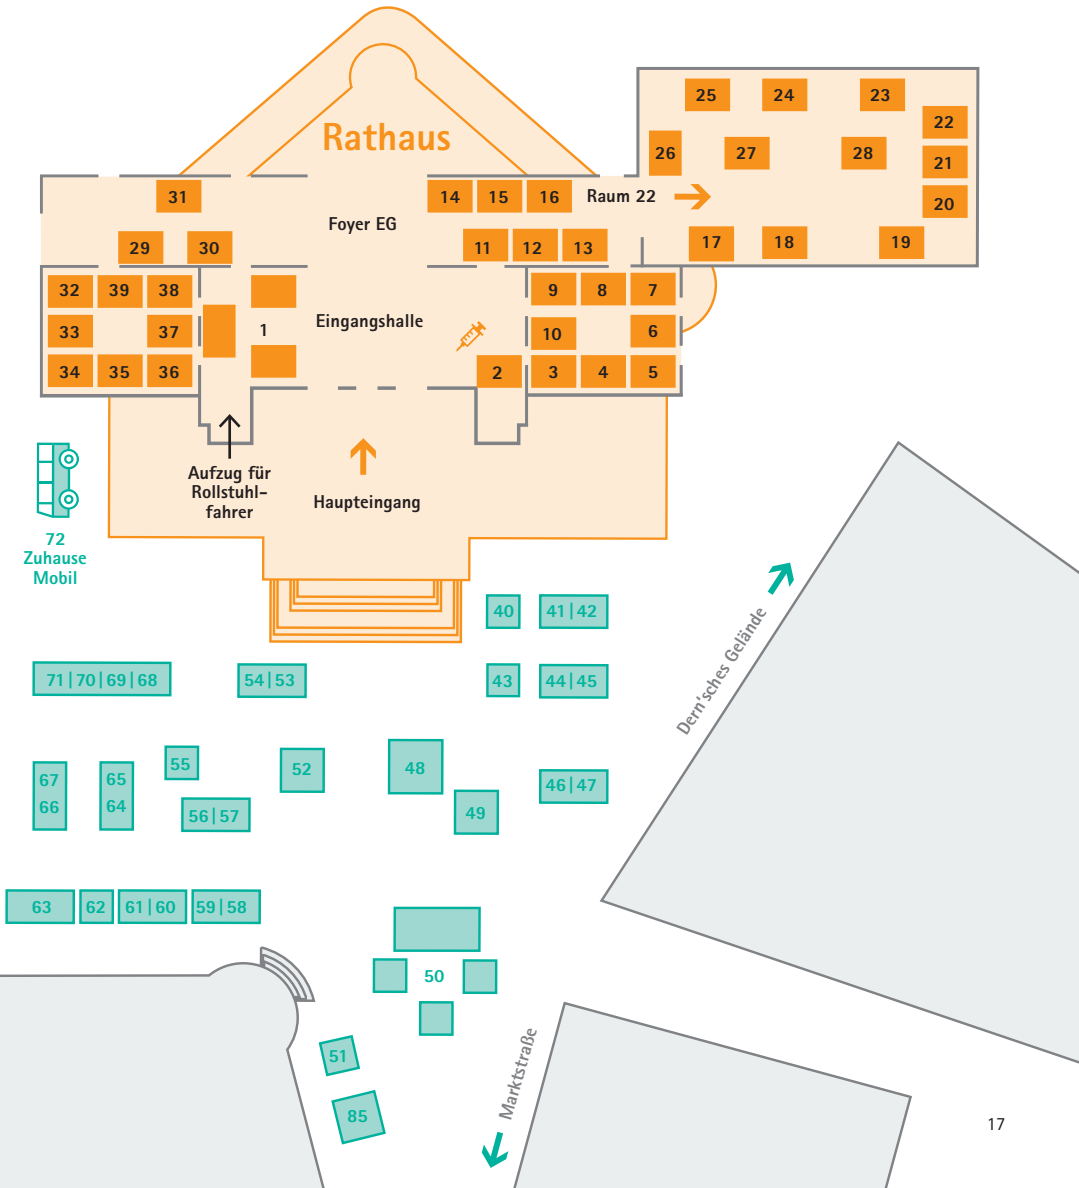 25 24 23
22
Rathaus
26 27 28
21
31 14 15 16 Raum 22
20
Foyer EG
29 30 11 12 13 17 18 19
32 39 38 9 8 7
33 37 1 Eingangshalle 10 6
34 35 36 2 3 4 5
Aufzug für
Rollstuhl-
fahrer
Haupteingang
72
Zuhause
Mobil
40 41|42
Dern'sches Gelände
71|70|69|68 54|53 43 44|45
55 52 48
67 65 46|47
66 64 56|57 49
63 62 61|60 59|58
50
51
Marktstraße
85
17